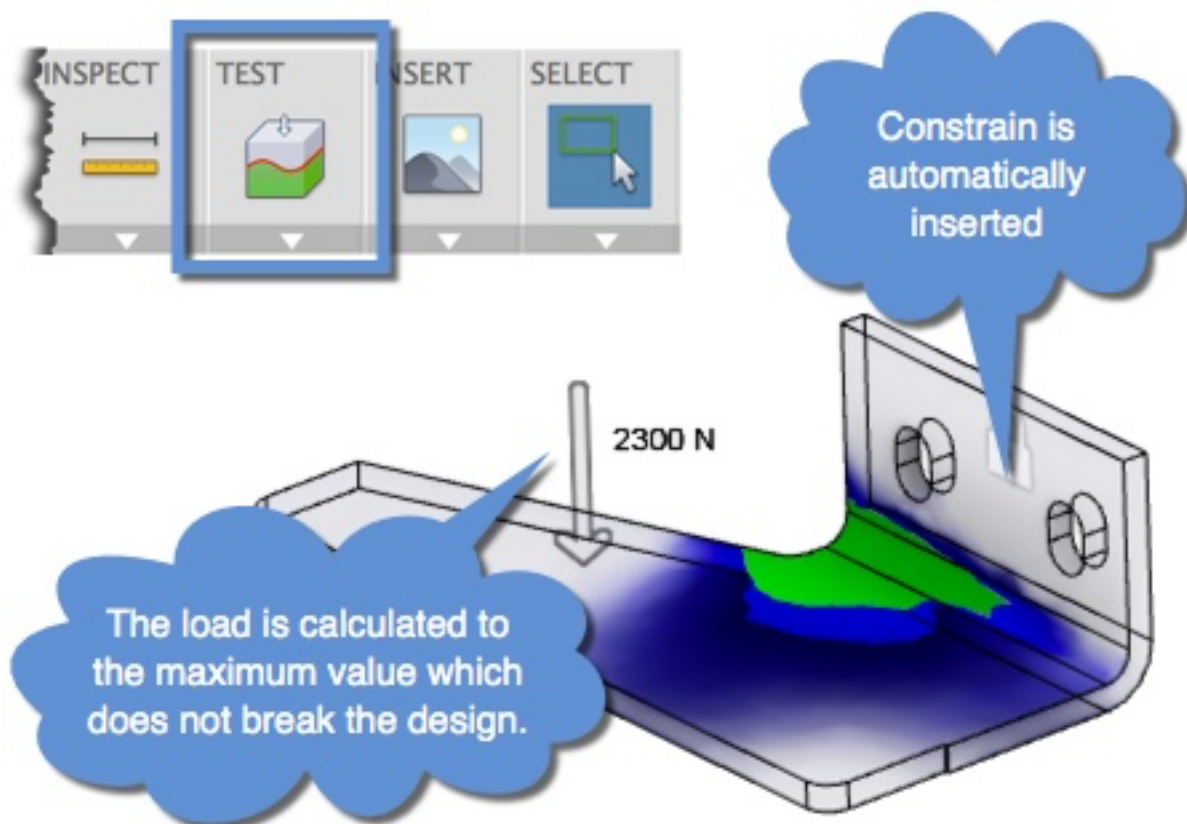 INSPECT TEST INSERT SELECT
Constrain is
automatically
inserted
2300 N
The load is calculated to
the maximum value which
does not break the design.